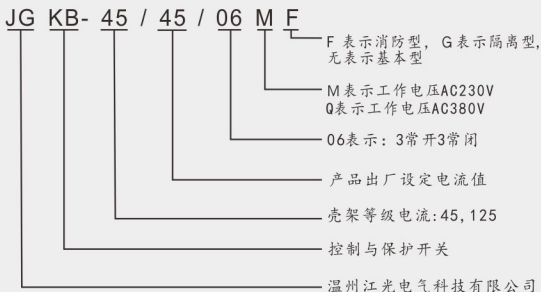 JG KB- 45 / 45 / 06 M F
F 表示消防型，G表示隔离型,
无表示基本型
M表示工作电压AC230V
Q表示工作电压AC380V
06表示：3常开3常闭
产品出厂设定电流值
壳架等级电流:45,125
控制与保护开关
温州江光电气科技有限公司